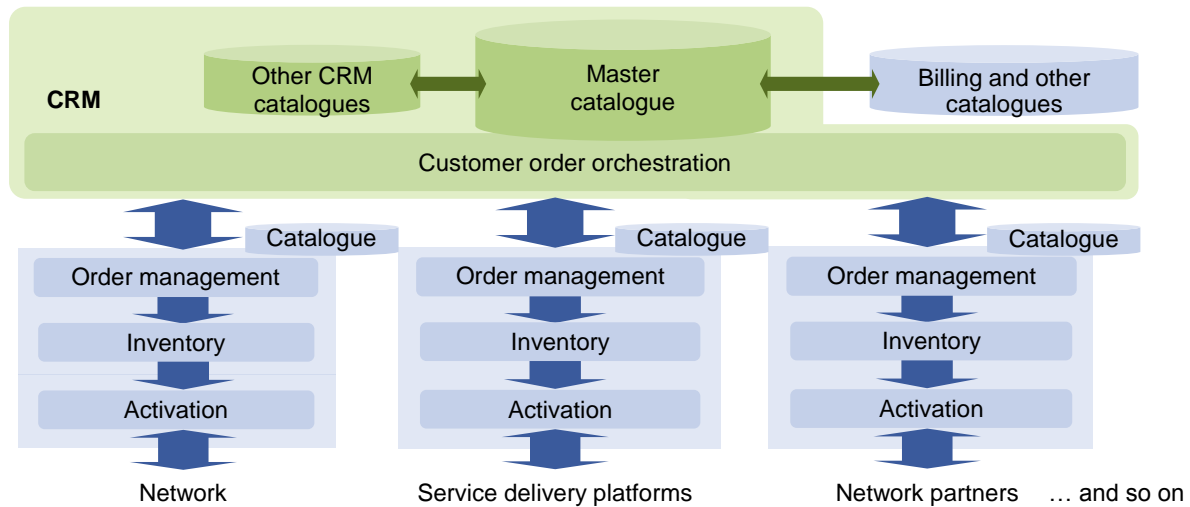 CRM
Other CRM
catalogues
Master
catalogue
Billing and other
catalogues
Customer order orchestration
Catalogue
Catalogue
Catalogue
Order management
Order management
Order management
Inventory
Inventory
Inventory
Activation
Activation
Activation
Network
Service delivery platforms
Network partners
… and so on